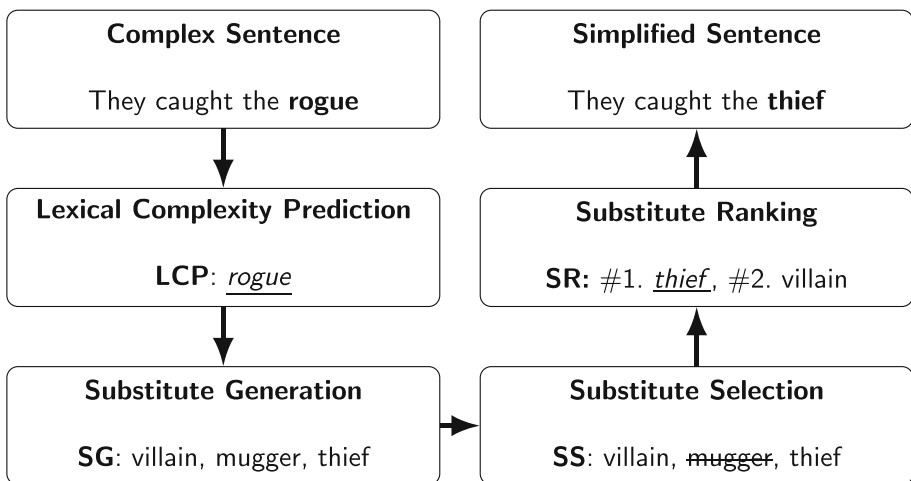 Complex Sentence
They caught the rogue
Lexical Complexity Prediction
LCP: rogue
Substitute Generation
SG: villain, mugger, thief
Substitute Selection
SS: villain, mugger, thief
Substitute Ranking
SR: #1. thief, #2. villain
Simplified Sentence
They caught the thief